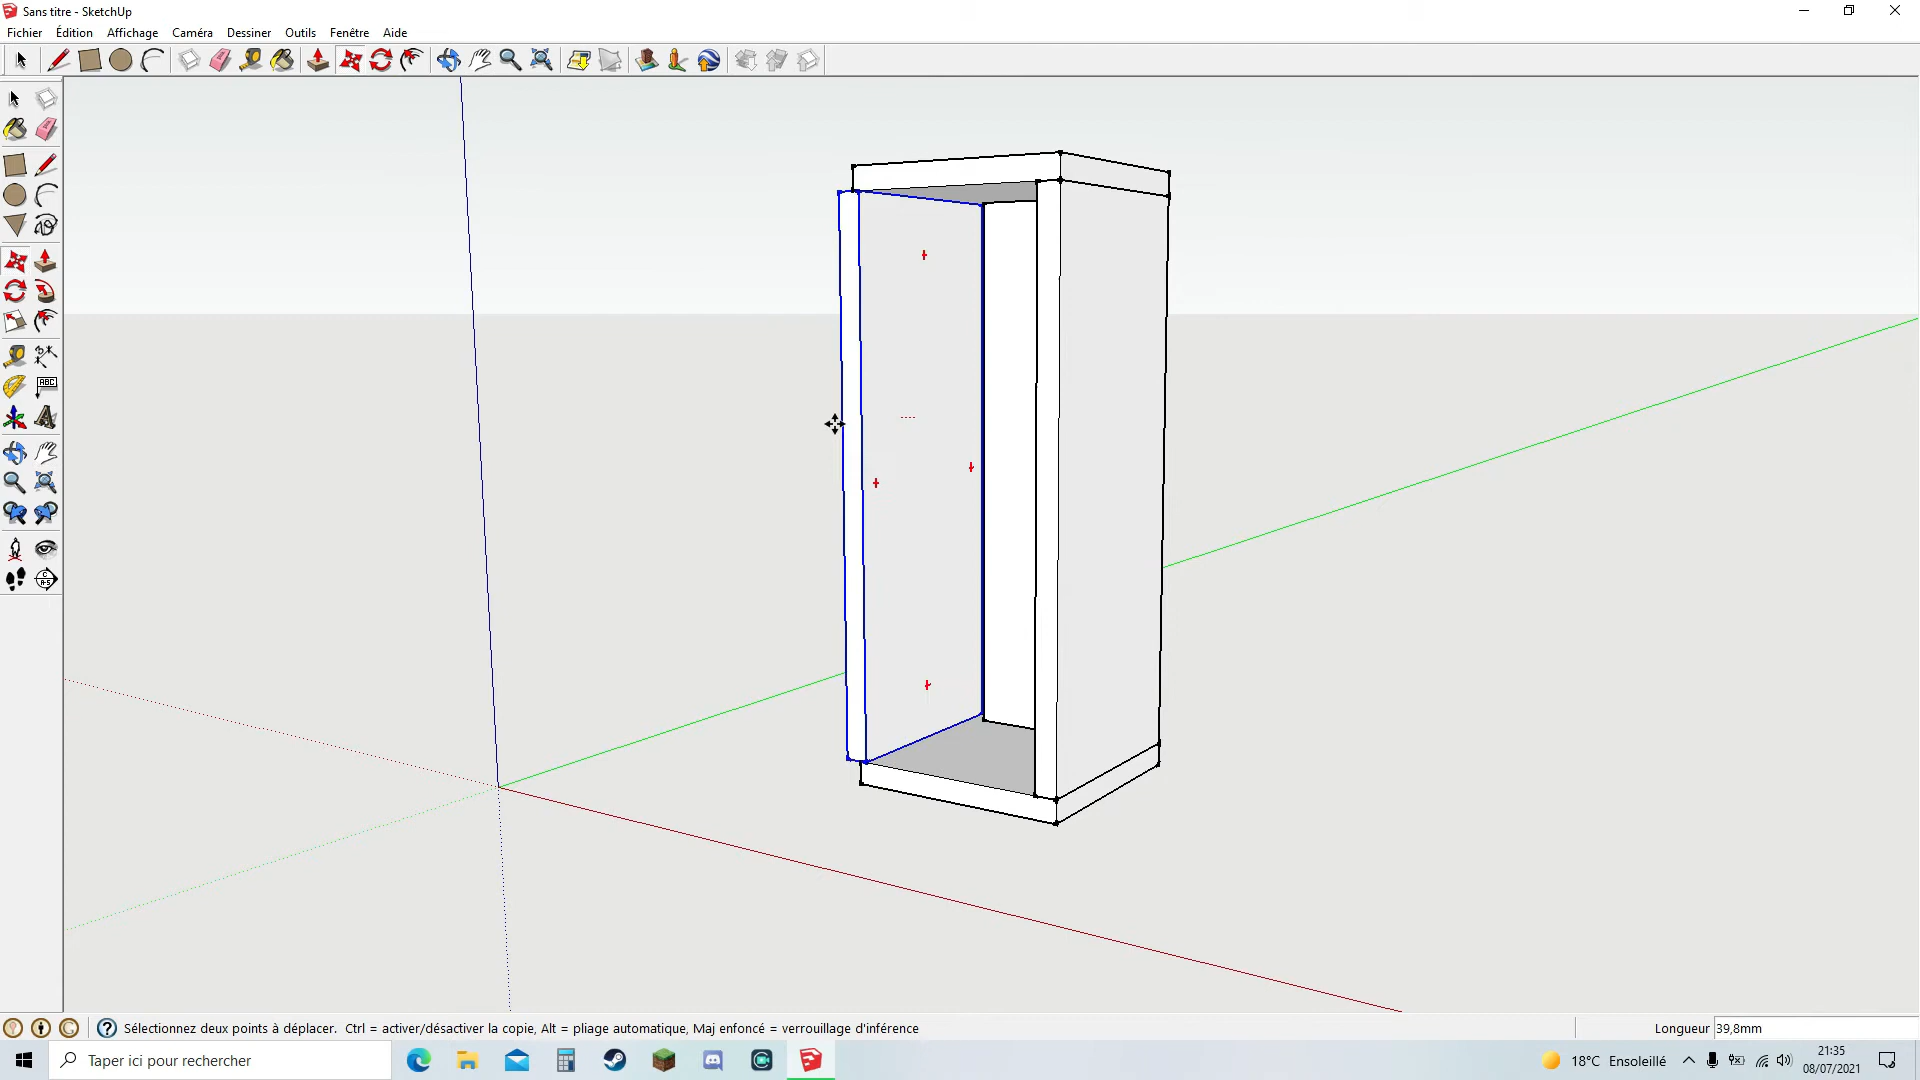 Sans titre - SketchUp
Fichier Édition Affichage Caméra Dessiner Outils Fenêtre Aide
ABC
Sélectionnez deux points à déplacer. Ctrl = activer/désactiver la copie, Alt = pliage automatique, Maj enfoncé = verrouillage d'inférence
Longueur 39,8mm
Taper ici pour rechercher
18°C Ensoleillé
21:35
08/07/2021